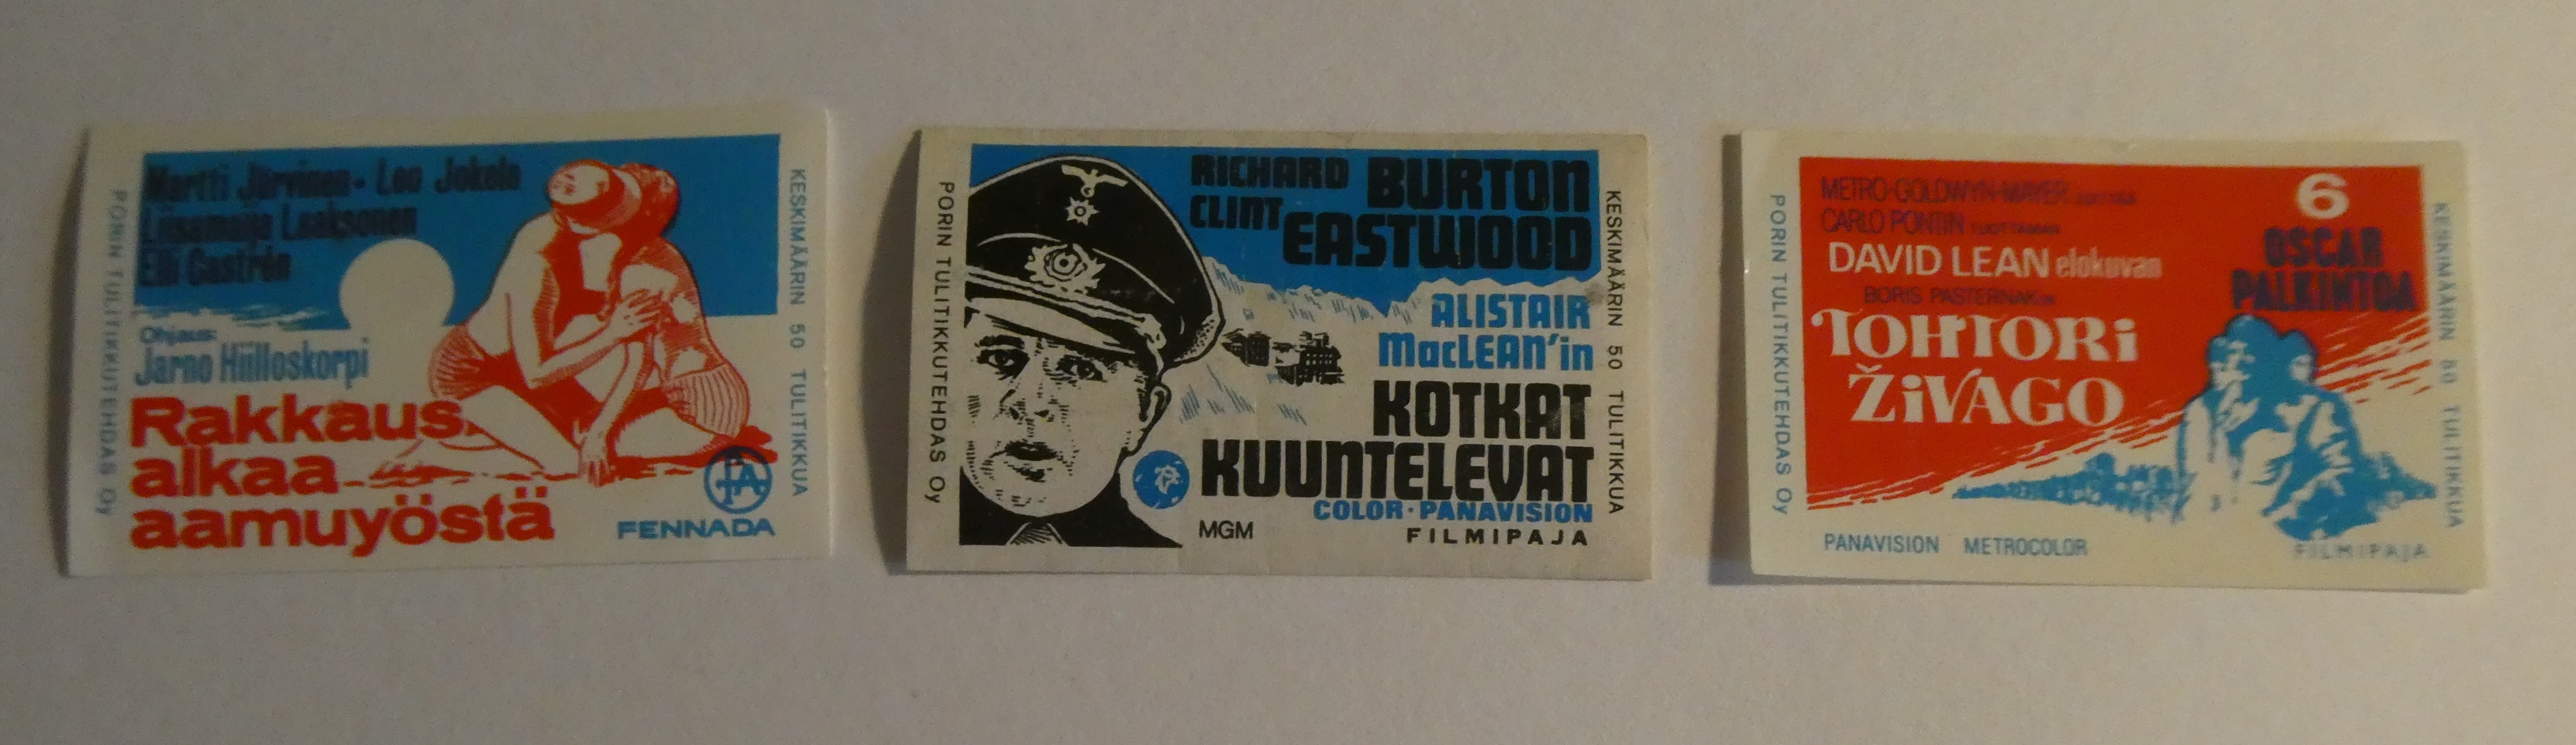 PORIN TULITIKKUTEHDAS Oy
Martti Järvinen · Leo Jokela
Liisamaija Laaksonen
Elli Castrén
Ohjaus:
Jarno Hiilloskorpi
Rakkaus
alkaa
aamuyöstä
FENNADA
KESKIMÄÄRIN 50 TULITIKKUA
PORIN TULITIKKUTEHDAS Oy
RICHARD BURTON
CLINT EASTWOOD
ALISTAIR
MacLEAN'in
KOTKAT
KUUNTELEVAT
COLOR · PANAVISION
MGM FILMIPAJA
KESKIMÄÄRIN 50 TULITIKKUA
PORIN TULITIKKUTEHDAS Oy
METRO-GOLDWYN-MAYER
CARLO PONTIN TUOTTAMAN
DAVID LEAN elokuvan
BORIS PASTERNAKin
TOHTORI
ŽIVAGO
6
OSCAR
PALKINTOA
PANAVISION METROCOLOR
FILMIPAJA
KESKIMÄÄRIN 50 TULITIKKUA